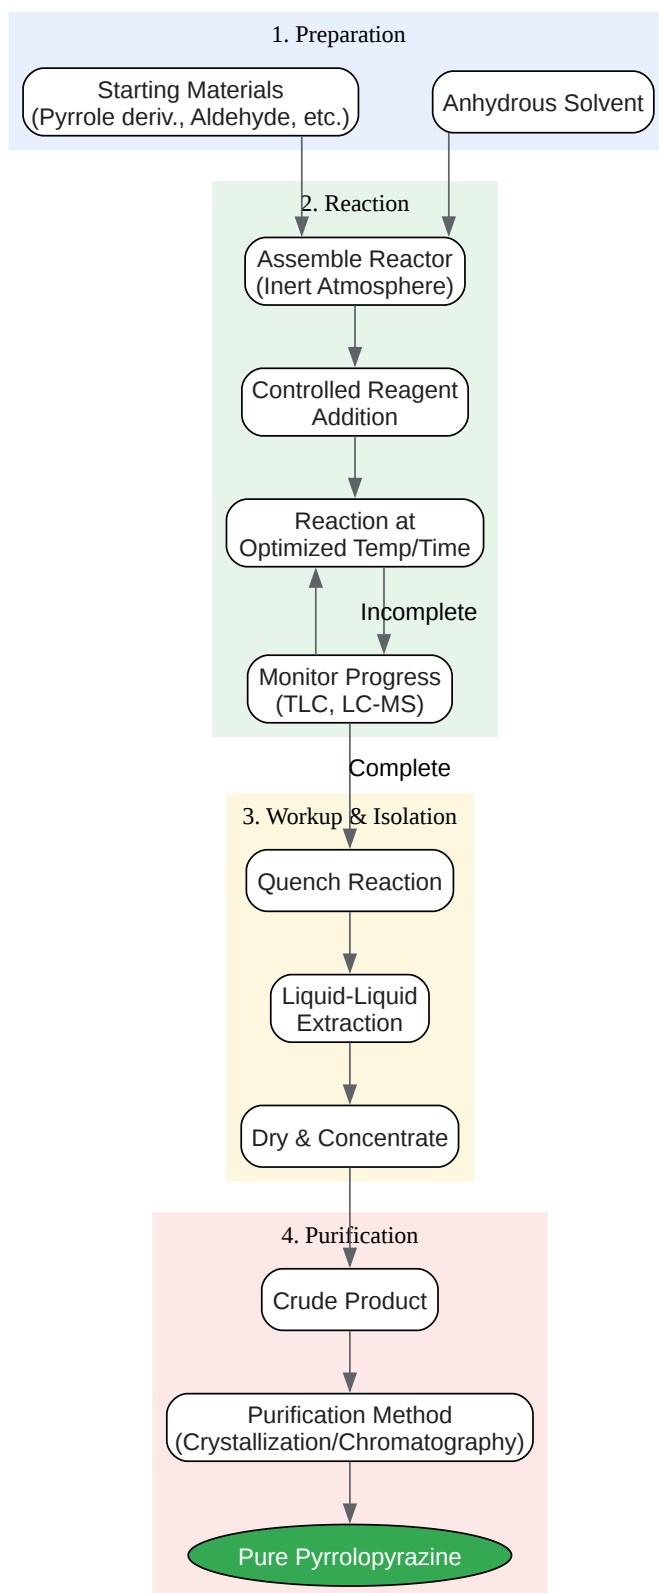 1. Preparation
Starting Materials
(Pyrrole deriv., Aldehyde, etc.)
Anhydrous Solvent
2. Reaction
Assemble Reactor
(Inert Atmosphere)
Controlled Reagent
Addition
Reaction at
Optimized Temp/Time
Incomplete
Monitor Progress
(TLC, LC-MS)
Complete
3. Workup & Isolation
Quench Reaction
Liquid-Liquid
Extraction
Dry & Concentrate
4. Purification
Crude Product
Purification Method
(Crystallization/Chromatography)
Pure Pyrrolopyrazine